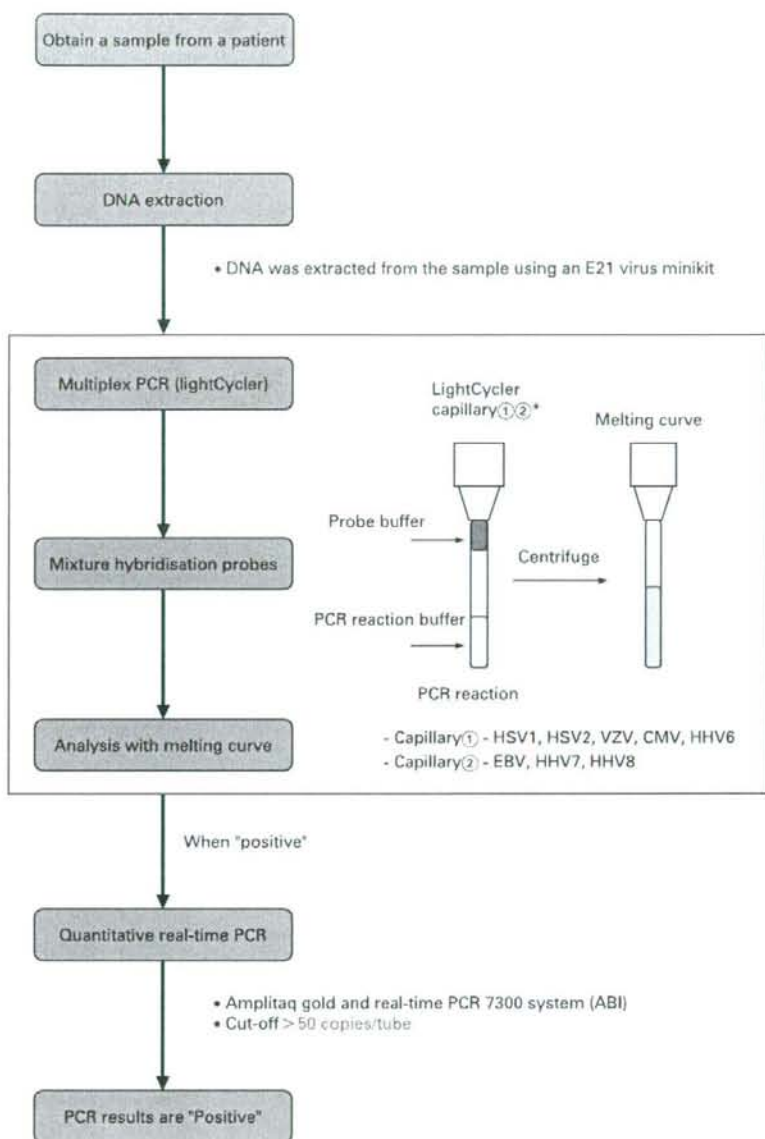 Obtain a sample from a patient
DNA extraction
• DNA was extracted from the sample using an E21 virus minikit
Multiplex PCR (lightCycler)
Mixture hybridisation probes
Analysis with melting curve
LightCycler
capillary①②*
Melting curve
Probe buffer
Centrifuge
PCR reaction buffer
PCR reaction
- Capillary① - HSV1, HSV2, VZV, CMV, HHV6
- Capillary② - EBV, HHV7, HHV8
When "positive"
Quantitative real-time PCR
• Amplitaq gold and real-time PCR 7300 system (ABI)
• Cut-off > 50 copies/tube
PCR results are "Positive"